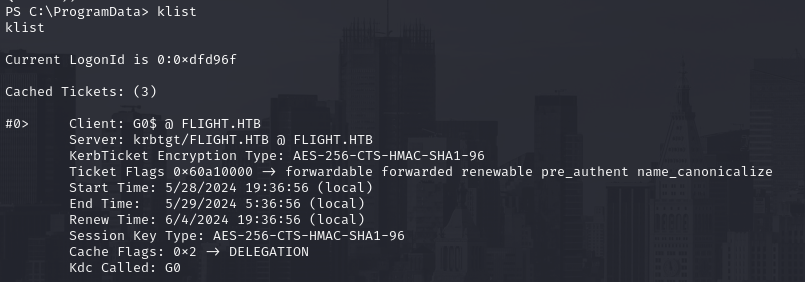 PS C:\ProgramData> klist
klist
Current LogonId is 0:0×dfd96f
Cached Tickets: (3)
#0> Client: G0$ @ FLIGHT.HTB
Server: krbtgt/FLIGHT.HTB @ FLIGHT.HTB
KerbTicket Encryption Type: AES-256-CTS-HMAC-SHA1-96
Ticket Flags 0×60a10000 → forwardable forwarded renewable pre_authent name_canonicalize
Start Time: 5/28/2024 19:36:56 (local)
End Time: 5/29/2024 5:36:56 (local)
Renew Time: 6/4/2024 19:36:56 (local)
Session Key Type: AES-256-CTS-HMAC-SHA1-96
Cache Flags: 0×2 → DELEGATION
Kdc Called: G0